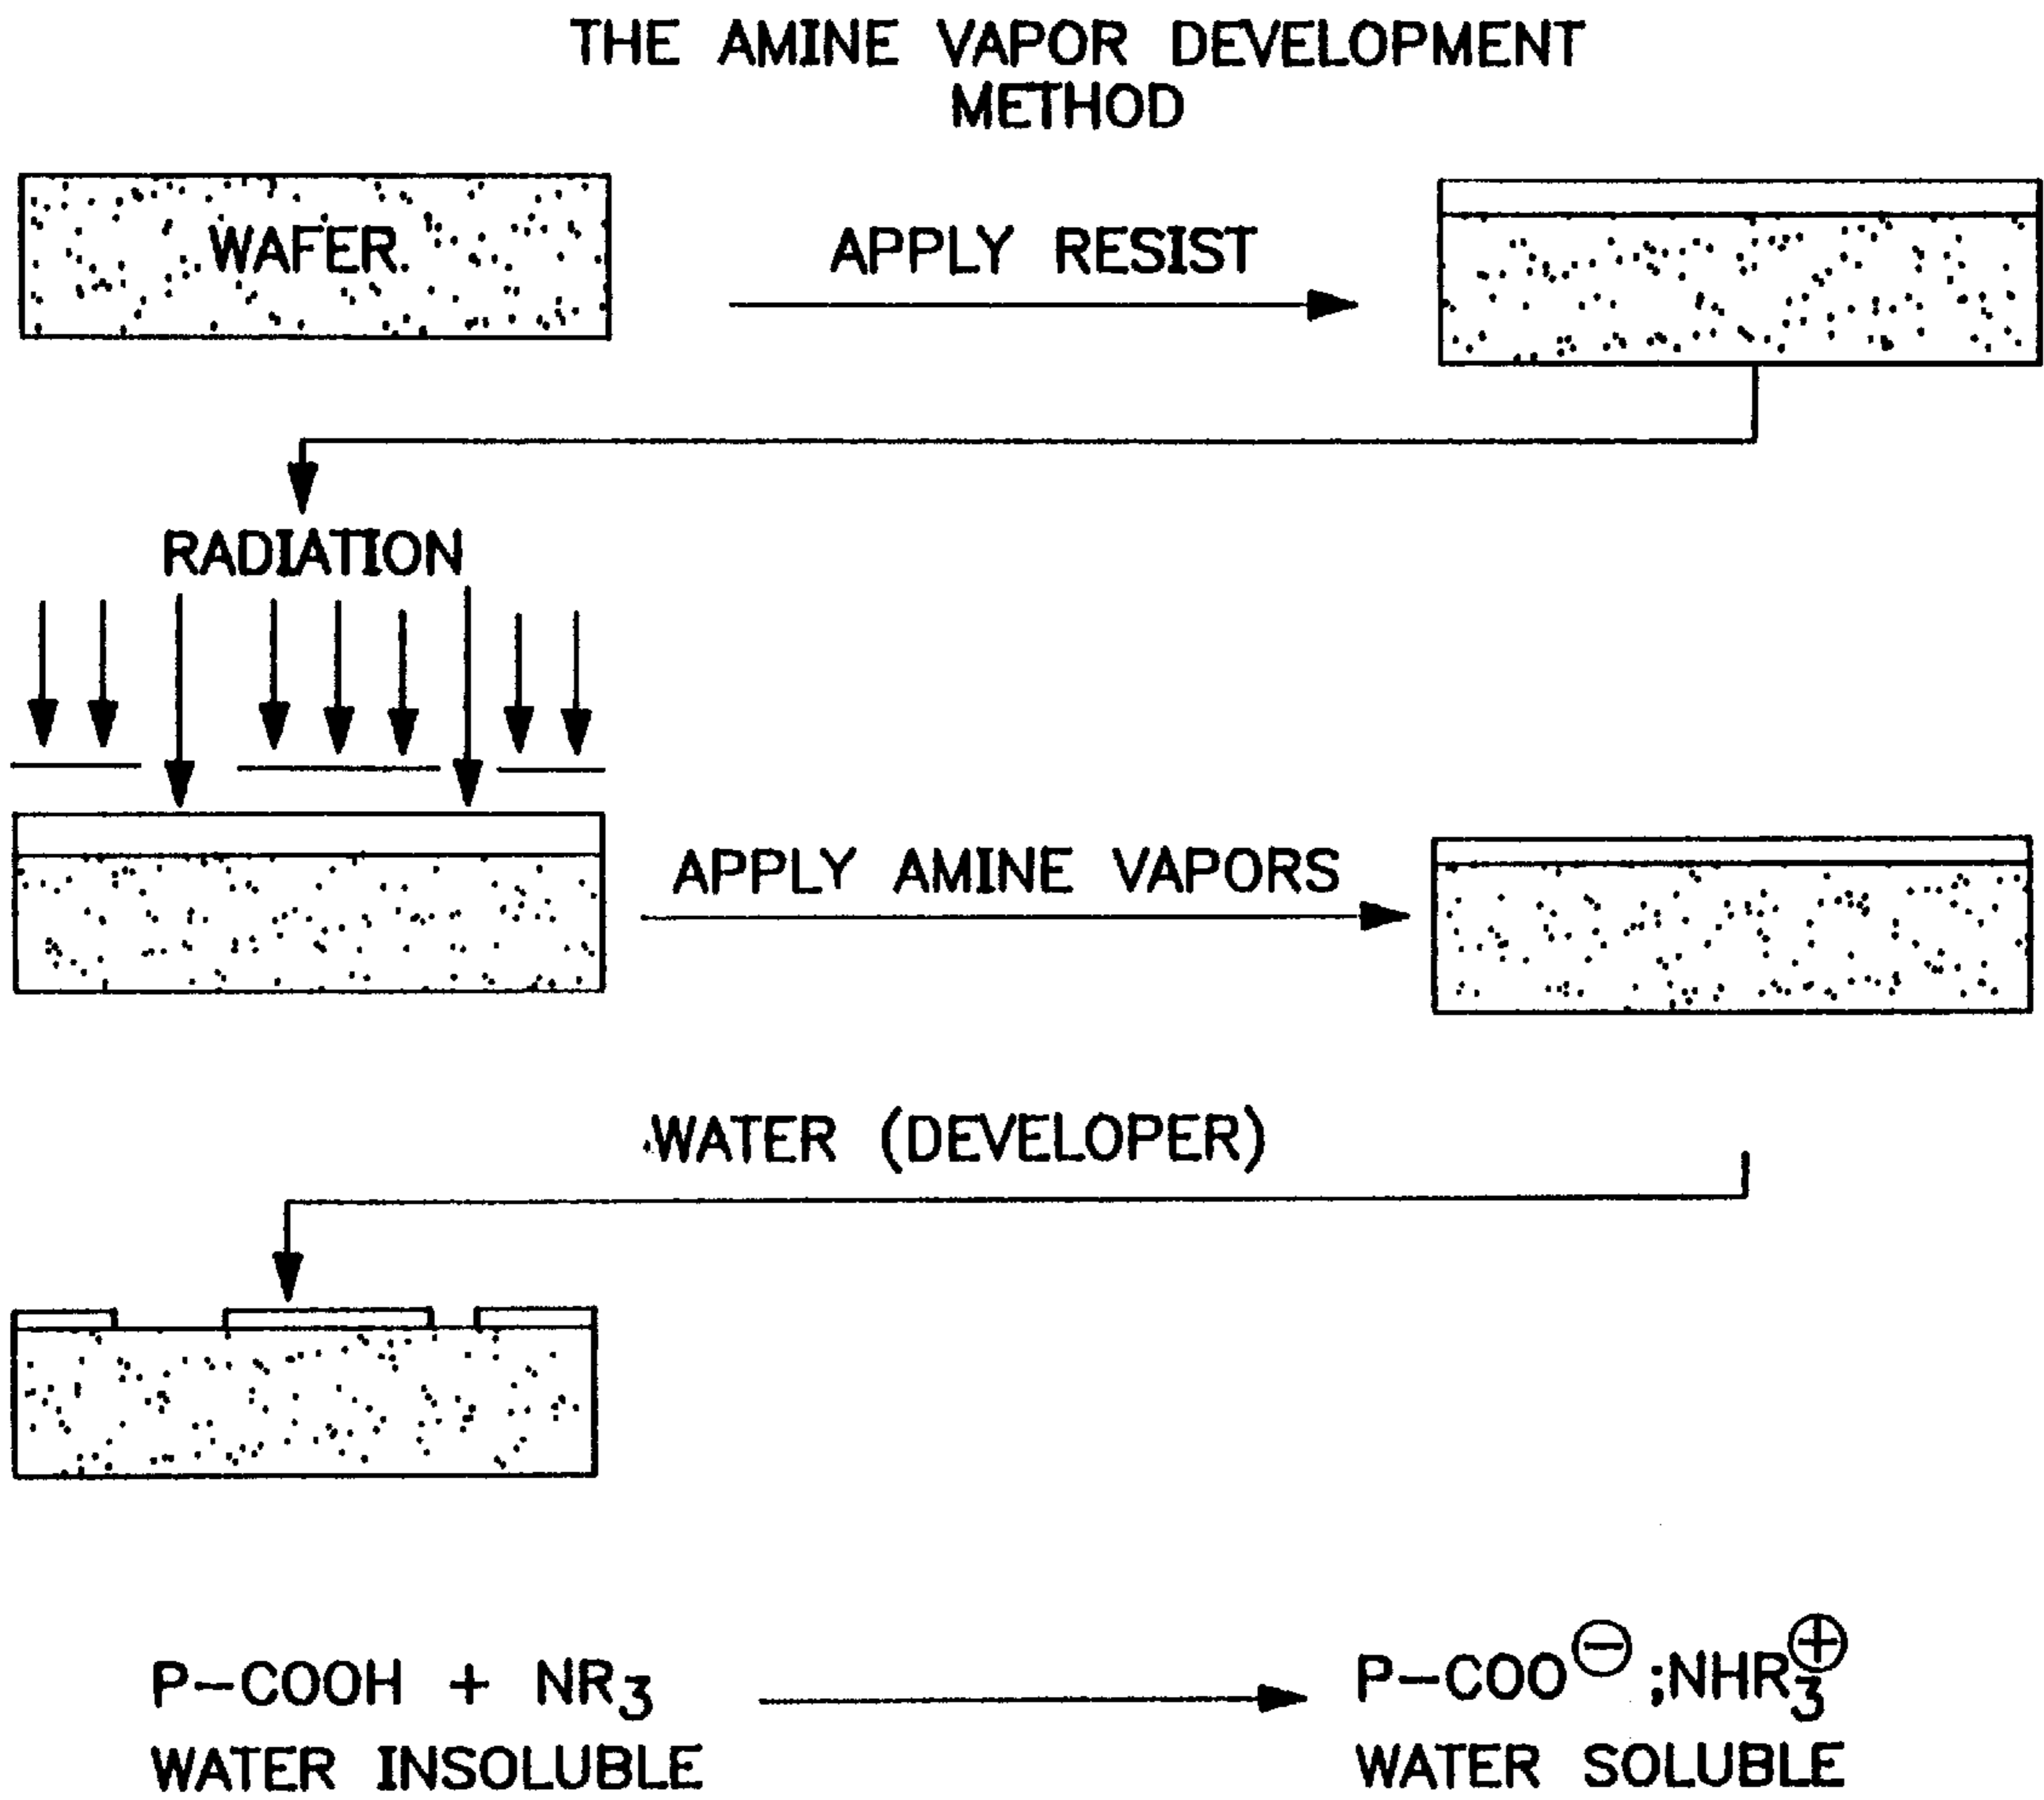 THE AMINE VAPOR DEVELOPMENT
METHOD
WAFER
APPLY RESIST
RADIATION
APPLY AMINE VAPORS
WATER (DEVELOPER)
P-COOH + NR3
P-COO⊖ ;NHR3⊕
WATER INSOLUBLE
WATER SOLUBLE